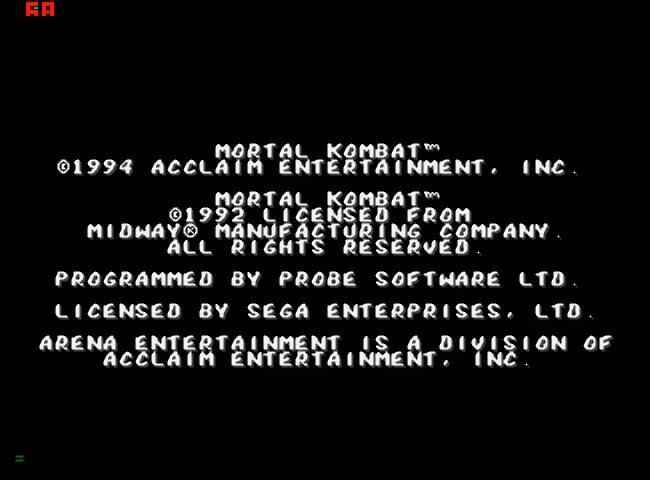 MORTAL KOMBAT™
©1994 ACCLAIM ENTERTAINMENT, INC.
MORTAL KOMBAT™
©1992 LICENSED FROM
MIDWAY® MANUFACTURING COMPANY.
ALL RIGHTS RESERVED.
PROGRAMMED BY PROBE SOFTWARE LTD.
LICENSED BY SEGA ENTERPRISES, LTD.
ARENA ENTERTAINMENT IS A DIVISION OF
ACCLAIM ENTERTAINMENT, INC.